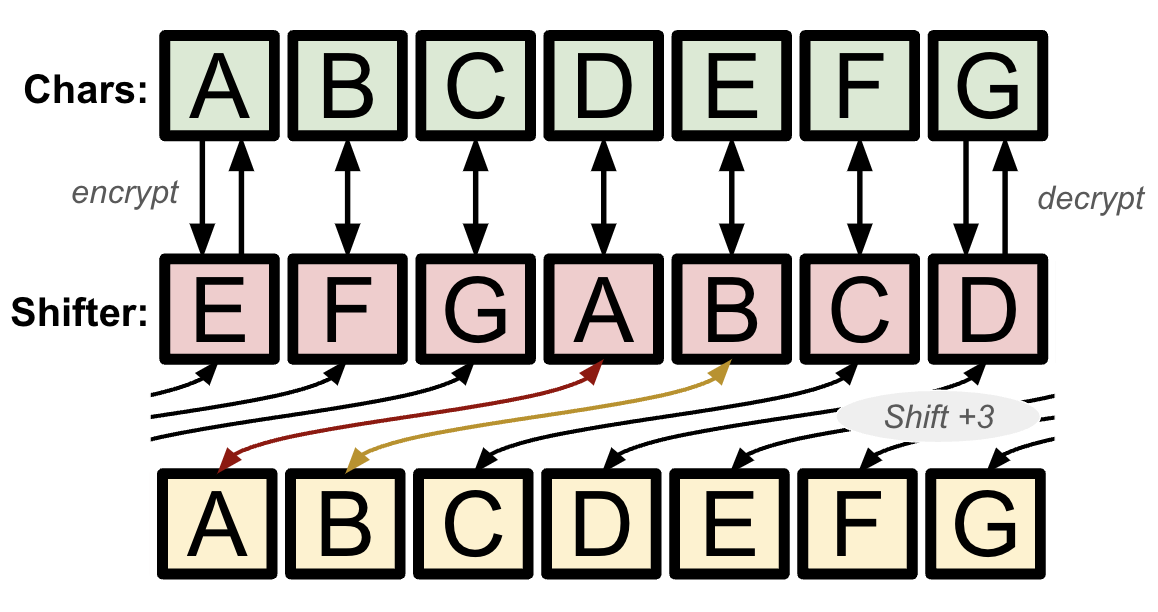 Chars: A B C D E F G
encrypt
decrypt
Shifter: E F G A B C D
Shift +3
A B C D E F G